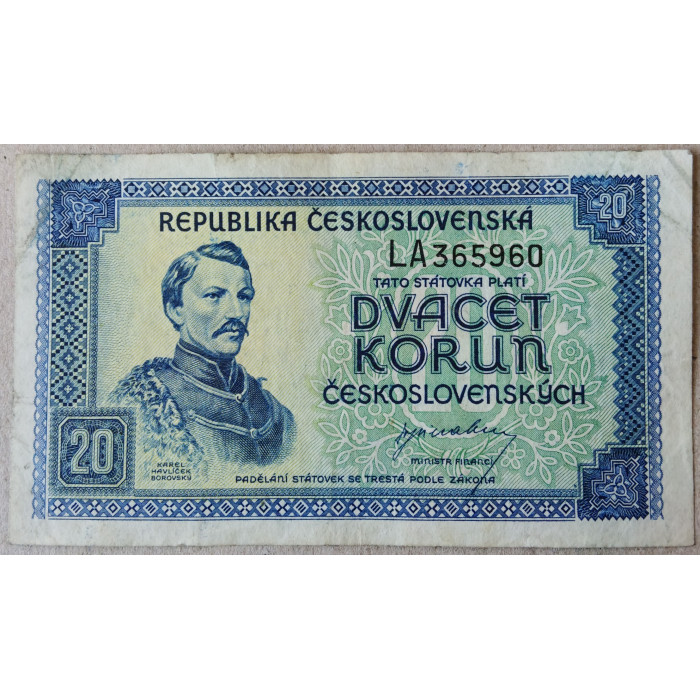 20
REPUBLIKA ČESKOSLOVENSKÁ
LA365960
TATO STÁTOVKA PLATÍ
DVACET
KORUN
ČESKOSLOVENSKÝCH
MINISTR FINANCÍ
20
KAREL
HAVLÍČEK
BOROVSKÝ
PADĚLÁNÍ STÁTOVEK SE TRESTÁ PODLE ZÁKONA
20